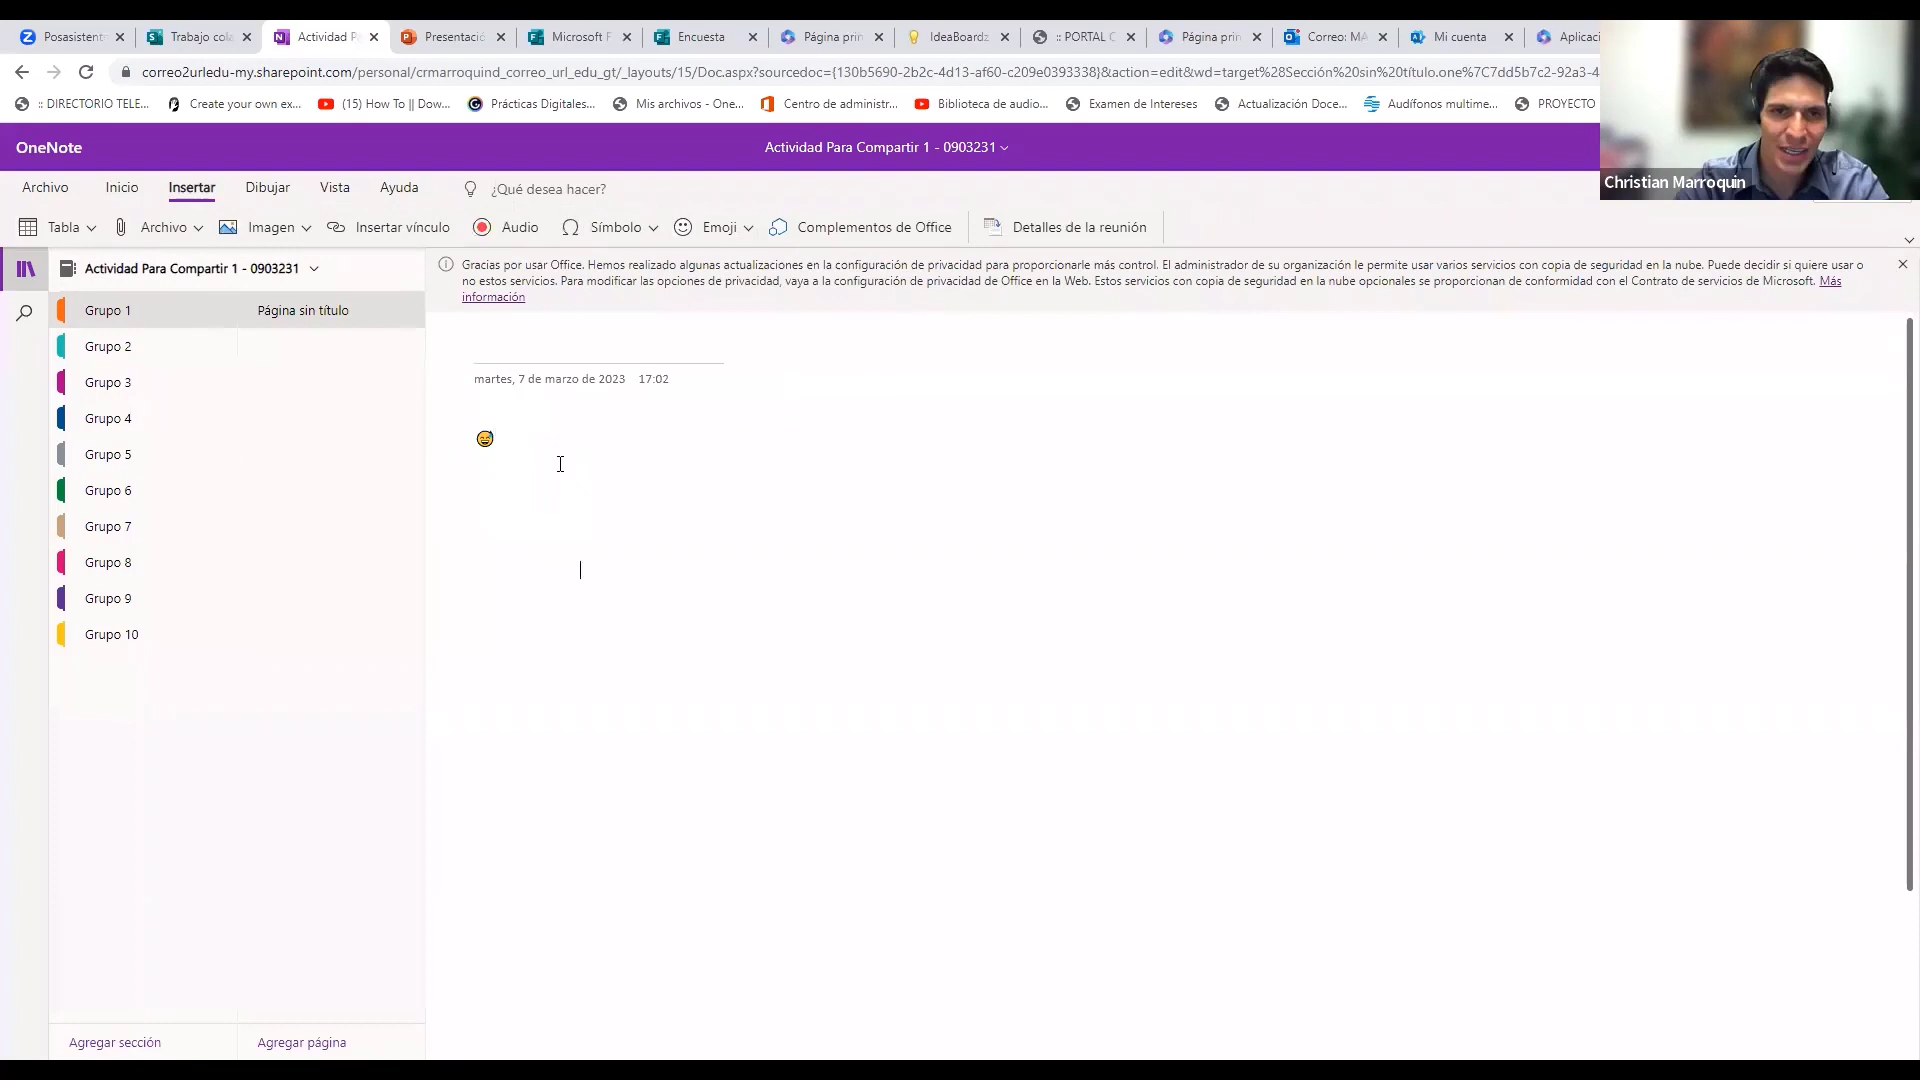 Posasistent
Trabajo cola
Actividad Pa
Presentació
Microsoft F
Encuesta
Página prin
IdeaBoardz
:: PORTAL C
Página prin
Correo: MA
Mi cuenta
Aplicaci
correo2urledu-my.sharepoint.com/personal/crmarroquind_correo_url_edu_gt/_layouts/15/Doc.aspx?sourcedoc={130b5690-2b2c-4d13-af60-c209e0393338}&action=edit&wd=target%28Sección%20sin%20título.one%7C7dd5b7c2-92a3-4
:: DIRECTORIO TELE...
Create your own ex...
(15) How To || Dow...
Prácticas Digitales...
Mis archivos - One...
Centro de administr...
Biblioteca de audio...
Examen de Intereses
Actualización Doce...
Audífonos multime...
PROYECTO
OneNote
Actividad Para Compartir 1 - 0903231
Christian Marroquin
Archivo Inicio Insertar Dibujar Vista Ayuda ¿Qué desea hacer?
Tabla Archivo Imagen Insertar vínculo Audio Símbolo Emoji Complementos de Office Detalles de la reunión
Actividad Para Compartir 1 - 0903231
Gracias por usar Office. Hemos realizado algunas actualizaciones en la configuración de privacidad para proporcionarle más control. El administrador de su organización le permite usar varios servicios con copia de seguridad en la nube. Puede decidir si quiere usar o
no estos servicios. Para modificar las opciones de privacidad, vaya a la configuración de privacidad de Office en la Web. Estos servicios con copia de seguridad en la nube opcionales se proporcionan de conformidad con el Contrato de servicios de Microsoft. Más
información
Grupo 1
Página sin título
Grupo 2
Grupo 3
Grupo 4
Grupo 5
Grupo 6
Grupo 7
Grupo 8
Grupo 9
Grupo 10
martes, 7 de marzo de 2023 17:02
Agregar sección
Agregar página